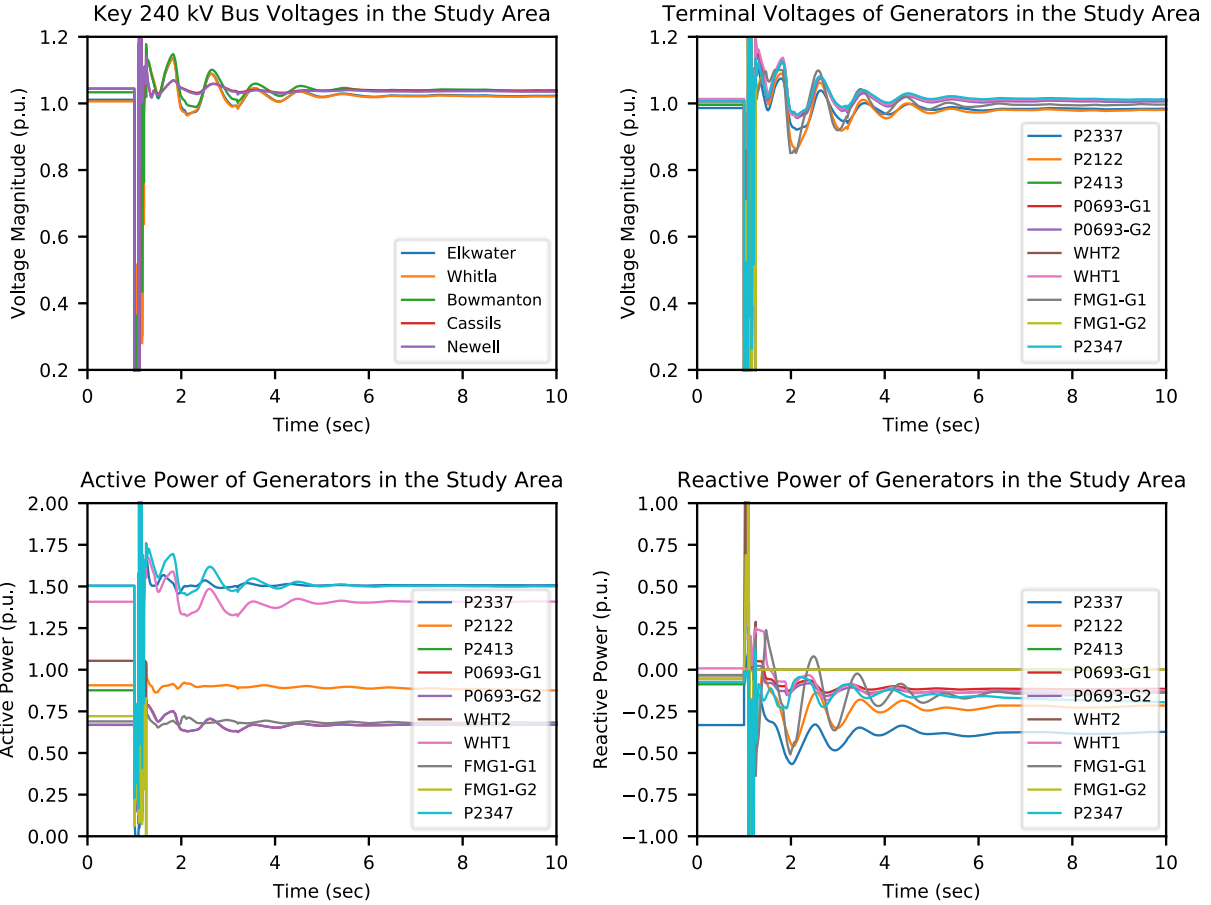 Key 240 kV Bus Voltages in the Study Area
1.2
1.0
0.8
0.6
0.4
0.2
Voltage Magnitude (p.u.)
Elkwater
Whitla
Bowmanton
Cassils
Newell
0 2 4 6 8 10
Time (sec)
Terminal Voltages of Generators in the Study Area
1.2
1.0
0.8
0.6
0.4
0.2
Voltage Magnitude (p.u.)
P2337
P2122
P2413
P0693-G1
P0693-G2
WHT2
WHT1
FMG1-G1
FMG1-G2
P2347
0 2 4 6 8 10
Time (sec)
Active Power of Generators in the Study Area
2.00
1.75
1.50
1.25
1.00
0.75
0.50
0.25
0.00
Active Power (p.u.)
P2337
P2122
P2413
P0693-G1
P0693-G2
WHT2
WHT1
FMG1-G1
FMG1-G2
P2347
0 2 4 6 8 10
Time (sec)
Reactive Power of Generators in the Study Area
1.00
0.75
0.50
0.25
0.00
−0.25
−0.50
−0.75
−1.00
Reactive Power (p.u.)
P2337
P2122
P2413
P0693-G1
P0693-G2
WHT2
WHT1
FMG1-G1
FMG1-G2
P2347
0 2 4 6 8 10
Time (sec)